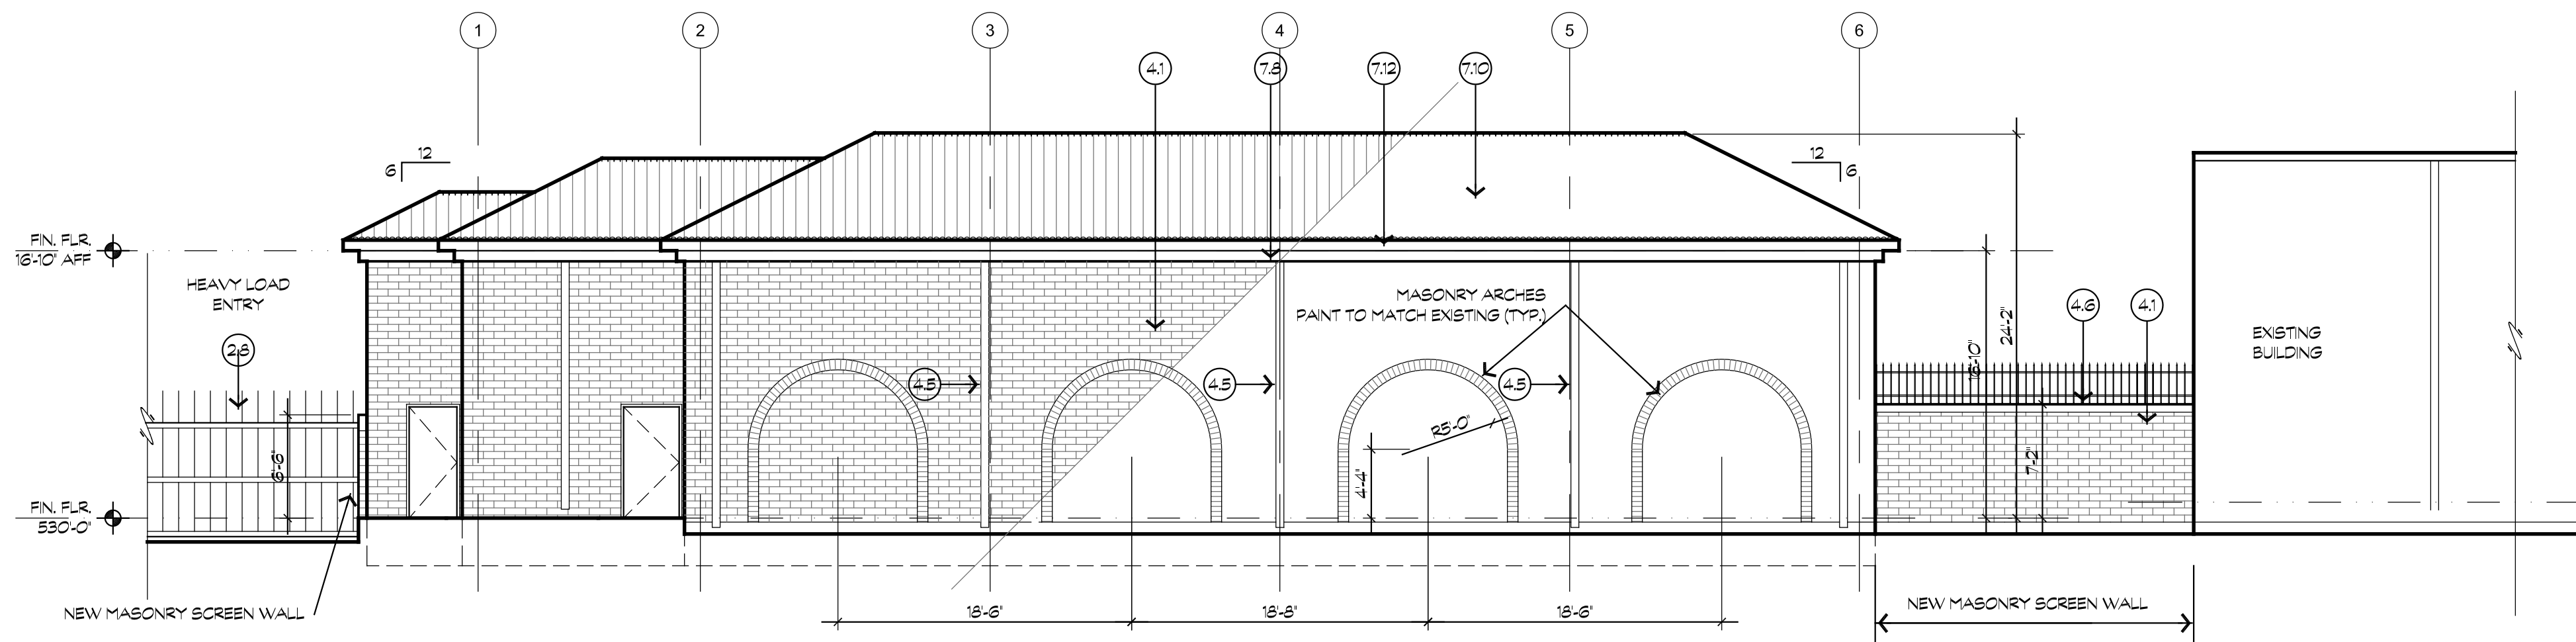 1
2
3
4
5
6
4.1
7.8
7.12
7.10
12
6
12
6
FIN. FLR.
16'-10" AFF
HEAVY LOAD
ENTRY
2.8
MASONRY ARCHES
PAINT TO MATCH EXISTING (TYP.)
4.5
4.5
4.5
R5'-0"
4'-4"
6'-6"
16'-10"
24'-2"
7'-2"
4.6
4.1
EXISTING
BUILDING
FIN. FLR.
530'-0"
NEW MASONRY SCREEN WALL
18'-6"
18'-8"
18'-6"
NEW MASONRY SCREEN WALL